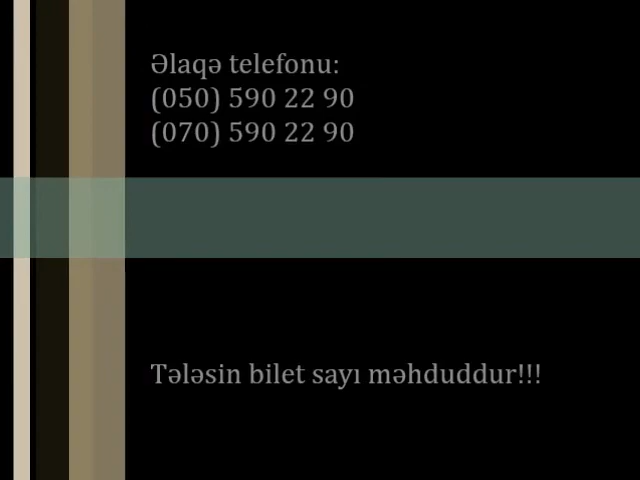 Əlaqə telefonu:
(050) 590 22 90
(070) 590 22 90
Tələsin bilet sayı məhduddur!!!